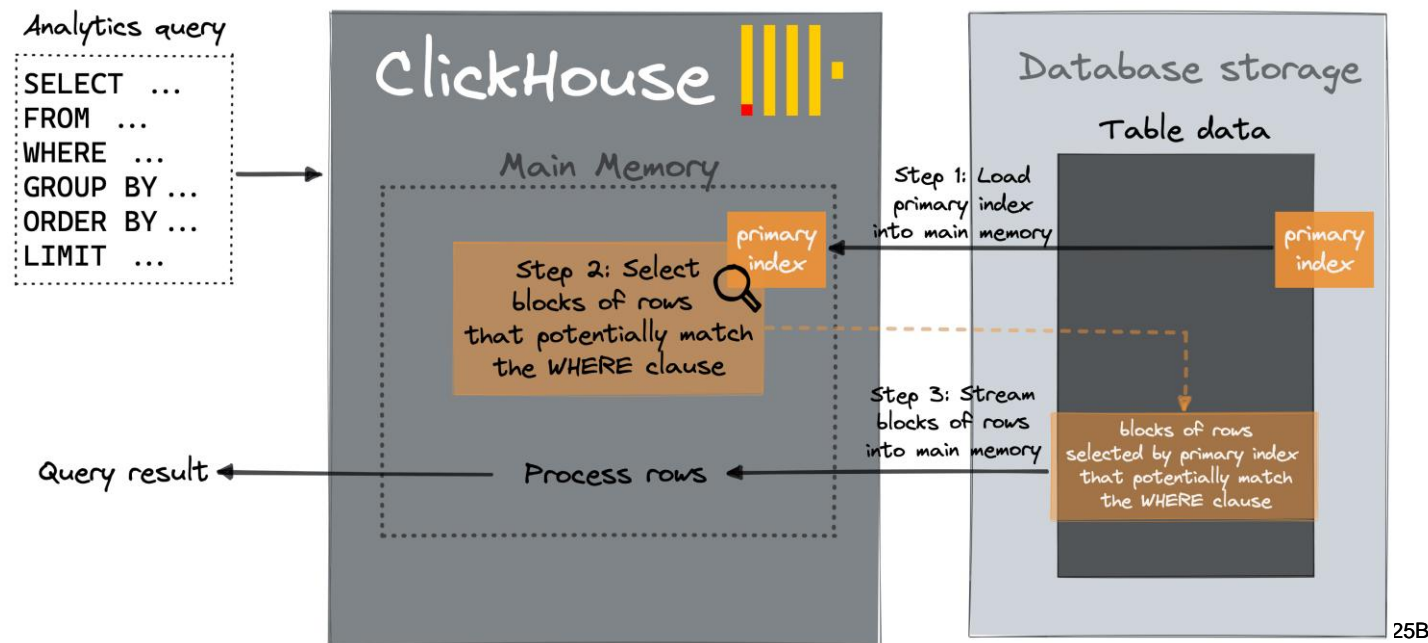 Analytics query
SELECT ...
FROM ...
WHERE ...
GROUP BY ...
ORDER BY ...
LIMIT ...
ClickHouse
Main Memory
primary
index
Step 2: Select
blocks of rows
that potentially match
the WHERE clause
Process rows
Query result
Step 1: Load
primary index
into main memory
Step 3: Stream
blocks of rows
into main memory
Database storage
Table data
primary
index
blocks of rows
selected by primary index
that potentially match
the WHERE clause
25B